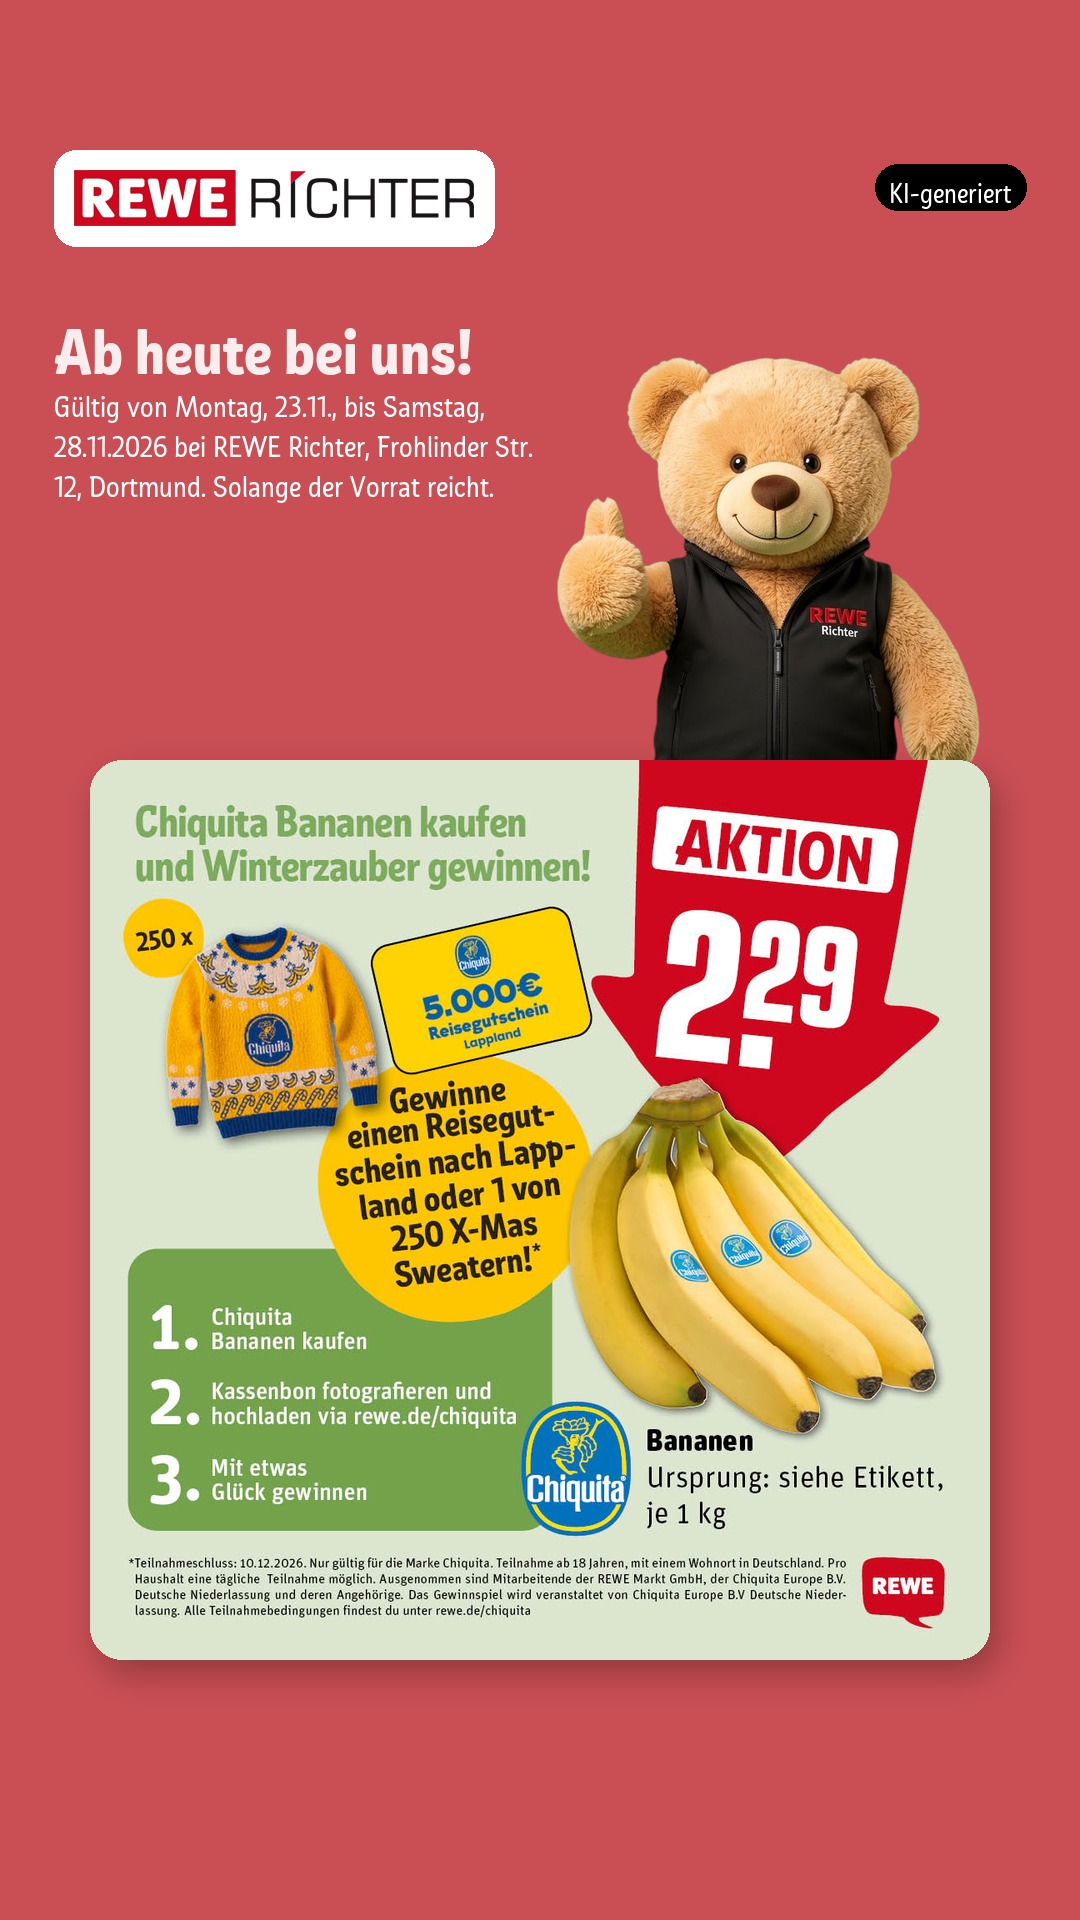 REWE RICHTER
KI-generiert
Ab heute bei uns!
Gültig von Montag, 23.11., bis Samstag,
28.11.2026 bei REWE Richter, Frohlinder Str.
12, Dortmund. Solange der Vorrat reicht.
REWE
Richter
Chiquita Bananen kaufen
und Winterzauber gewinnen!
AKTION
2.29
250 x
Chiquita
Chiquita
5.000€
Reisegutschein
Lappland
Gewinne
einen Reisegut-
schein nach Lapp-
land oder 1 von
250 X-Mas
Sweatern!*
Chiquita
Chiquita
Chiquita
1. Chiquita
Bananen kaufen
2. Kassenbon fotografieren und
hochladen via rewe.de/chiquita
3. Mit etwas
Glück gewinnen
Chiquita
Bananen
Ursprung: siehe Etikett,
je 1 kg
*Teilnahmeschluss: 10.12.2026. Nur gültig für die Marke Chiquita. Teilnahme ab 18 Jahren, mit einem Wohnort in Deutschland. Pro
Haushalt eine tägliche Teilnahme möglich. Ausgenommen sind Mitarbeitende der REWE Markt GmbH, der Chiquita Europe B.V.
Deutsche Niederlassung und deren Angehörige. Das Gewinnspiel wird veranstaltet von Chiquita Europe B.V Deutsche Nieder-
lassung. Alle Teilnahmebedingungen findest du unter rewe.de/chiquita
REWE